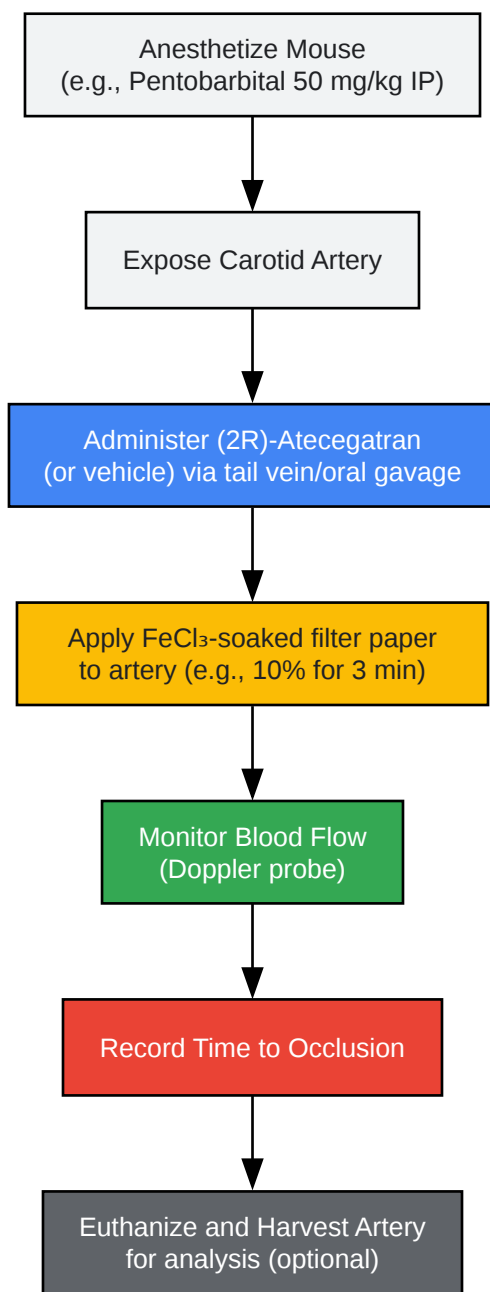 Anesthetize Mouse
(e.g., Pentobarbital 50 mg/kg IP)
Expose Carotid Artery
Administer (2R)-Atecegatran
(or vehicle) via tail vein/oral gavage
Apply FeCl₃-soaked filter paper
to artery (e.g., 10% for 3 min)
Monitor Blood Flow
(Doppler probe)
Record Time to Occlusion
Euthanize and Harvest Artery
for analysis (optional)